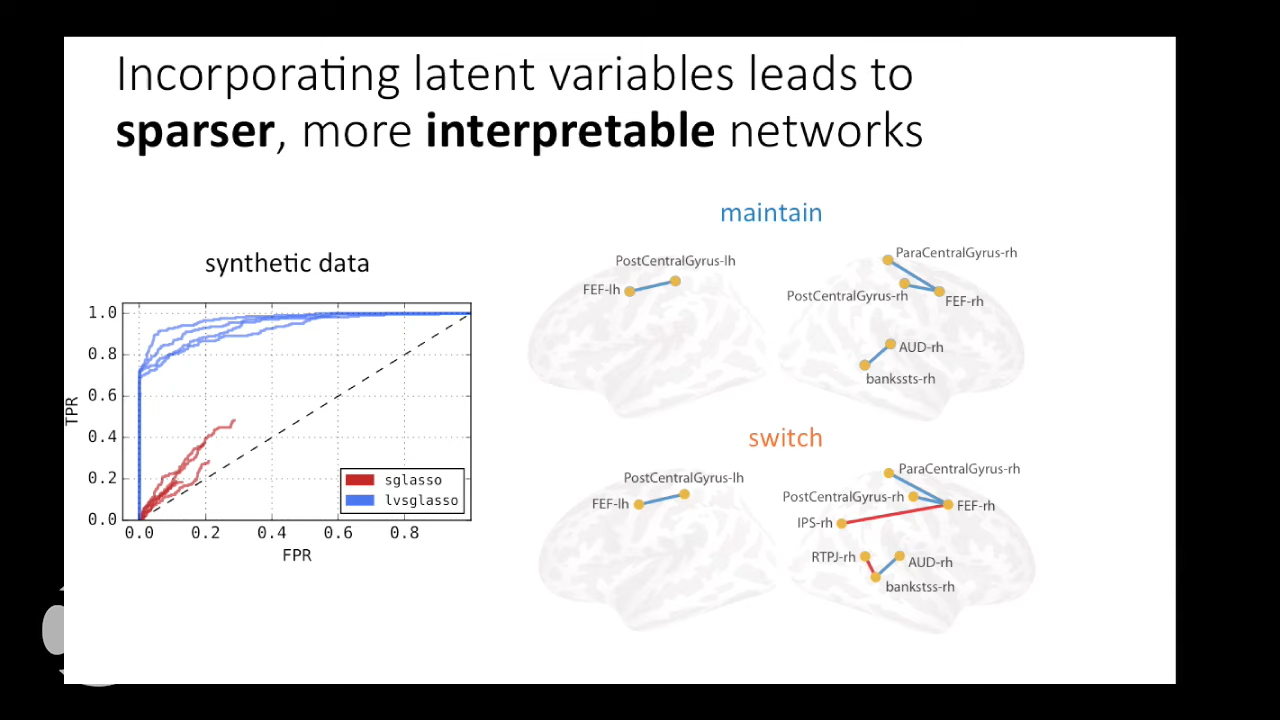 Incorporating latent variables leads to
sparser, more interpretable networks
synthetic data
1.0
0.8
0.6
0.4
0.2
0.0
TPR
0.0 0.2 0.4 0.6 0.8
FPR
sglasso
lvsglasso
maintain
PostCentralGyrus-lh
FEF-lh
ParaCentralGyrus-rh
PostCentralGyrus-rh
FEF-rh
AUD-rh
bankssts-rh
switch
PostCentralGyrus-lh
FEF-lh
ParaCentralGyrus-rh
PostCentralGyrus-rh
FEF-rh
IPS-rh
RTPJ-rh
AUD-rh
bankstss-rh